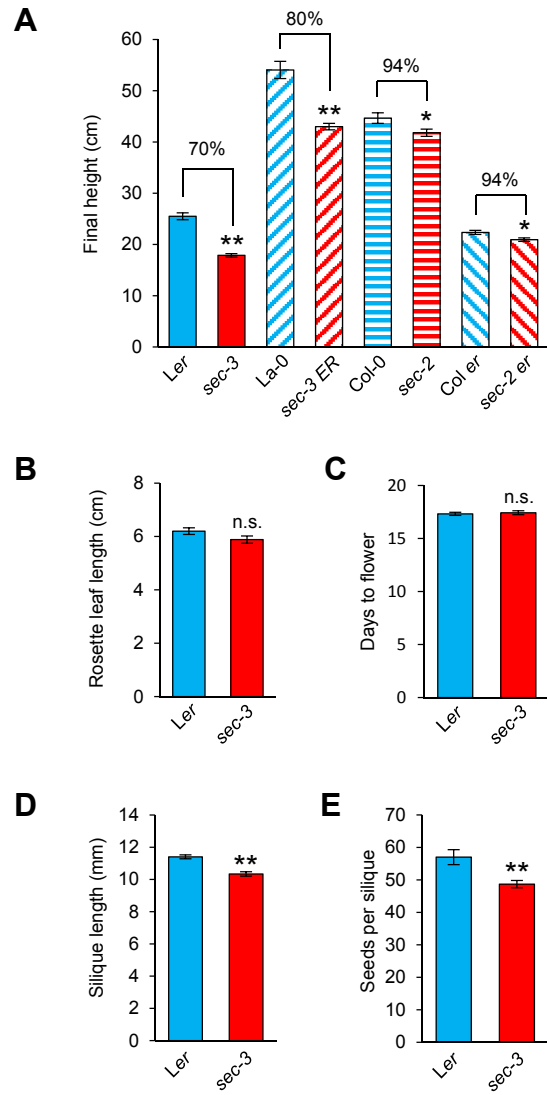 A
Final height (cm)
60
50
40
30
20
10
0
70%
80%
94%
94%
**
**
*
*
Ler
sec-3
La-0
sec-3 ER
Col-0
sec-2
Col er
sec-2 er
B
Rosette leaf length (cm)
8
6
4
2
0
n.s.
Ler
sec-3
C
Days to flower
20
15
10
5
0
n.s.
Ler
sec-3
D
Silique length (mm)
14
12
10
8
6
4
2
0
**
Ler
sec-3
E
Seeds per silique
70
60
50
40
30
20
10
0
**
Ler
sec-3